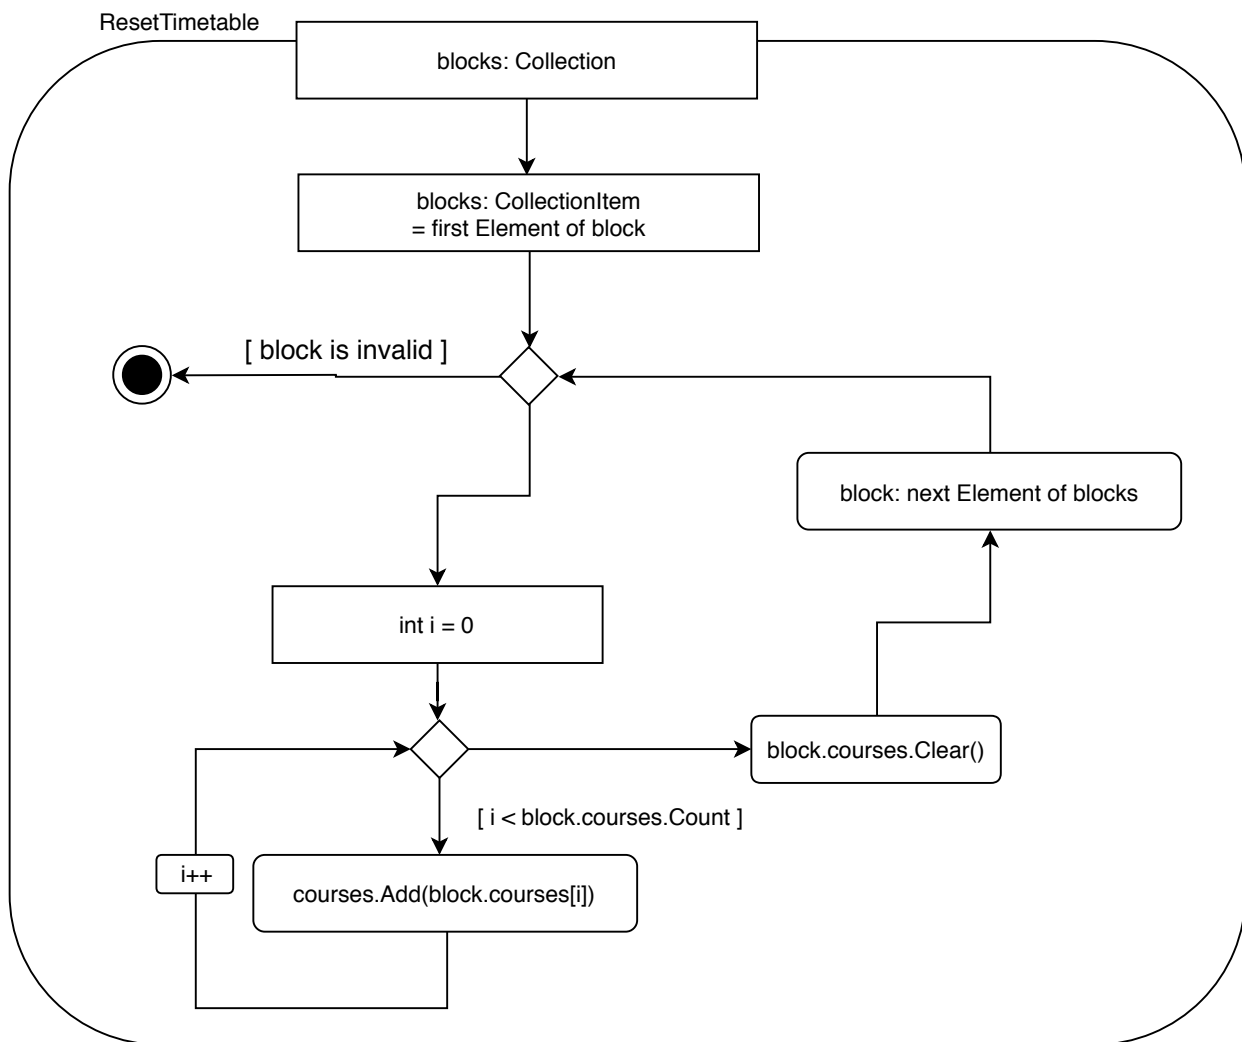 ResetTimetable
blocks: Collection
blocks: CollectionItem
= first Element of block
[ block is invalid ]
block: next Element of blocks
int i = 0
block.courses.Clear()
[ i < block.courses.Count ]
i++
courses.Add(block.courses[i])